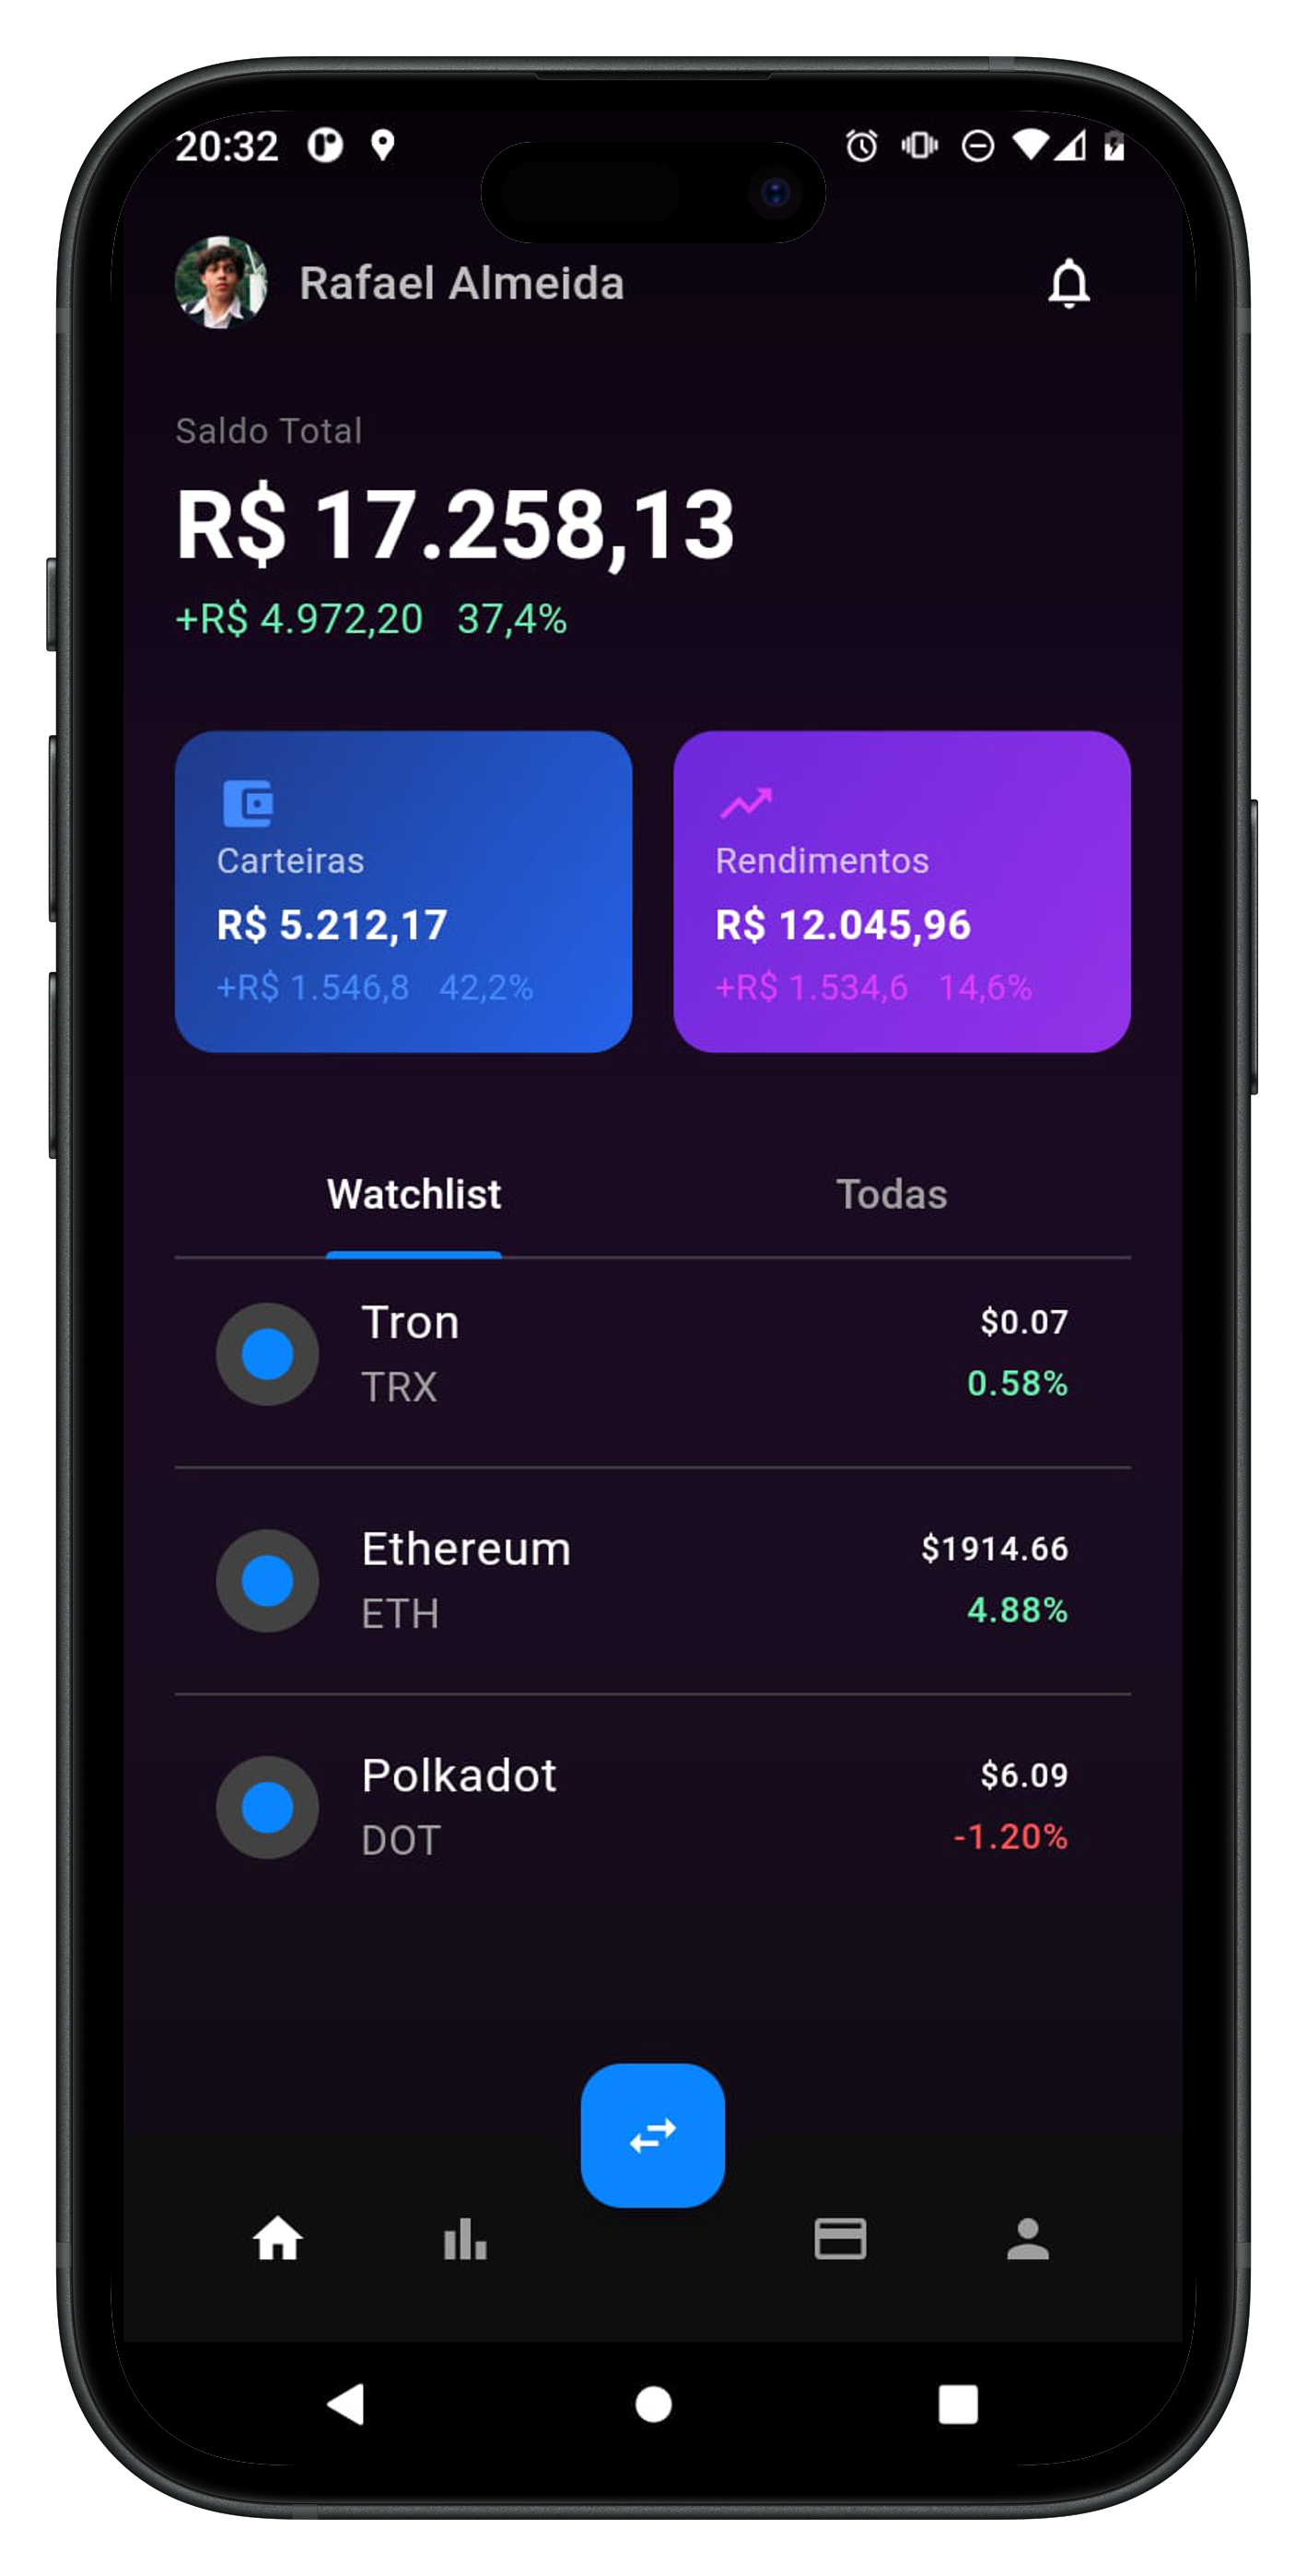 20:32
Rafael Almeida
Saldo Total
R$ 17.258,13
+R$ 4.972,20 37,4%
Carteiras
R$ 5.212,17
+R$ 1.546,8 42,2%
Rendimentos
R$ 12.045,96
+R$ 1.534,6 14,6%
Watchlist Todas
Tron $0.07
TRX 0.58%
Ethereum $1914.66
ETH 4.88%
Polkadot $6.09
DOT -1.20%